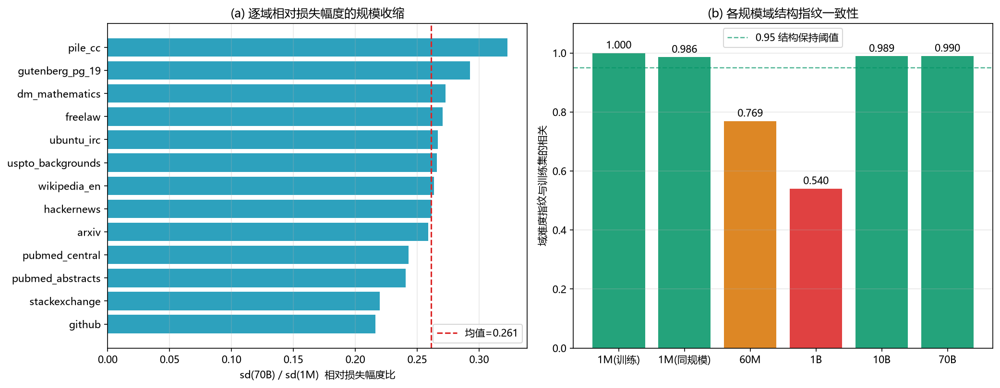 (a) 逐域相对损失幅度的规模收缩
pile_cc
gutenberg_pg_19
dm_mathematics
freelaw
ubuntu_irc
uspto_backgrounds
wikipedia_en
hackernews
arxiv
pubmed_central
pubmed_abstracts
stackexchange
github
均值=0.261
0.00 0.05 0.10 0.15 0.20 0.25 0.30
sd(70B) / sd(1M) 相对损失幅度比
(b) 各规模域结构指纹一致性
0.95 结构保持阈值
域难度指纹与训练集的相关
1.0
0.8
0.6
0.4
0.2
0.0
1.000
0.986
0.769
0.540
0.989
0.990
1M(训练) 1M(同规模) 60M 1B 10B 70B